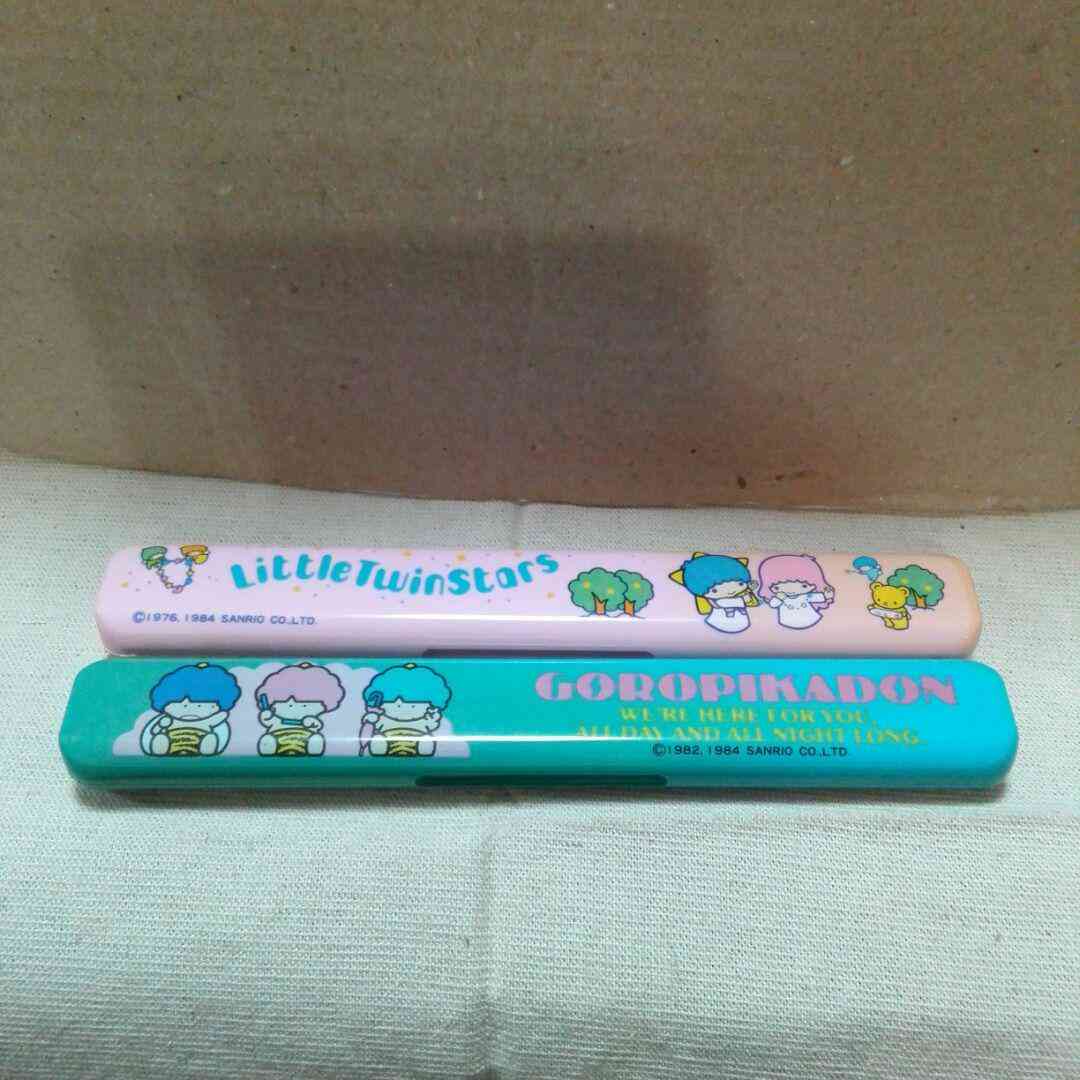 LittleTwinStars
©1976, 1984 SANRIO CO.,LTD.
GOROPIKADON
WE'RE HERE FOR YOU,
ALL DAY AND ALL NIGHT LONG.
©1982, 1984 SANRIO CO.,LTD.